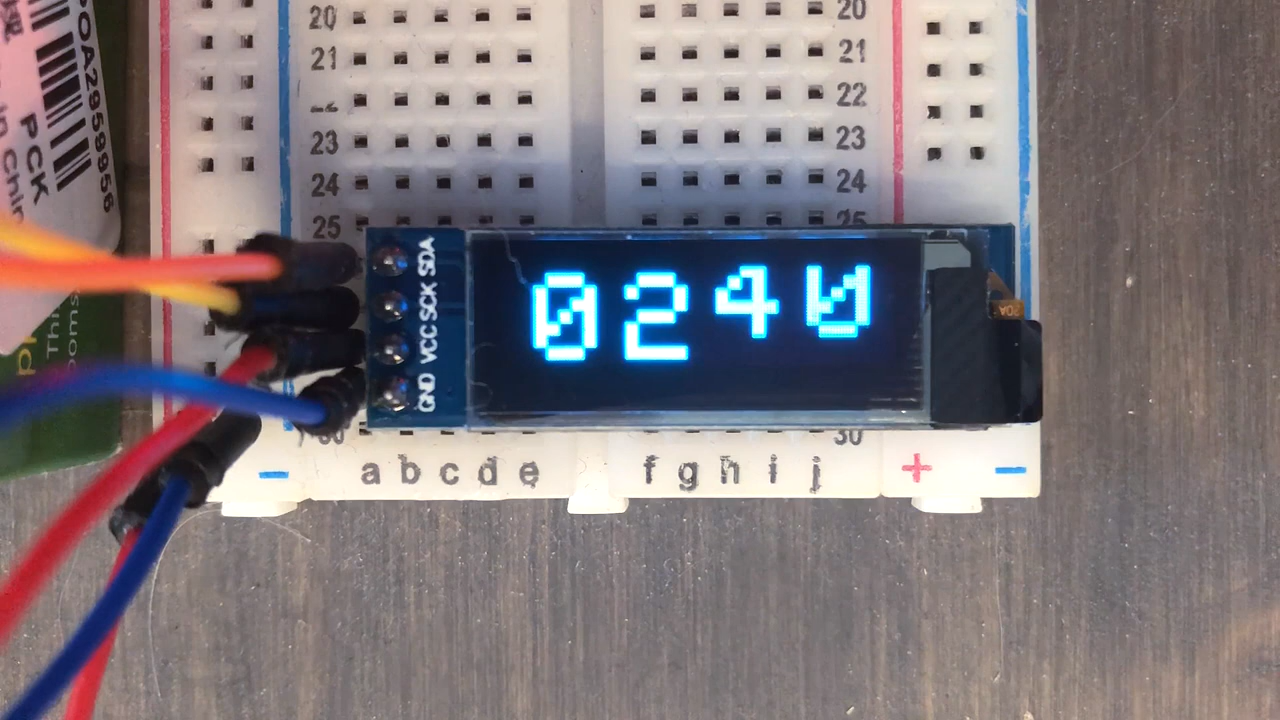 20 20
21 21
22
23 23
24 24
25 25
SDA
SCK
VCC
GND
0240
30 30
a b c d e f g h i j
- + -
POA2959956
PCK